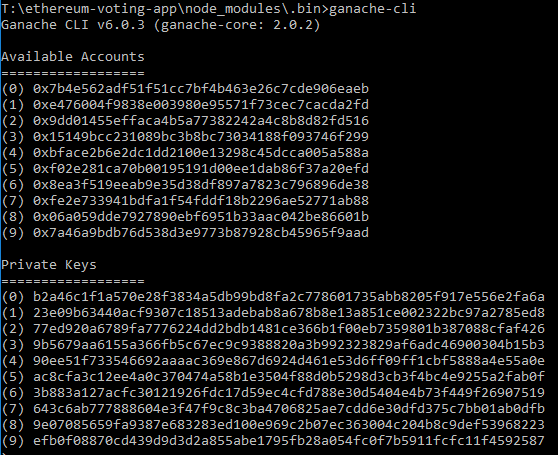 T:\ethereum-voting-app\node_modules\.bin>ganache-cli
Ganache CLI v6.0.3 (ganache-core: 2.0.2)
Available Accounts
==================
(0) 0x7b4e562adf51f51cc7bf4b463e26c7cde906eaeb
(1) 0xe476004f9838e003980e95571f73cec7cacda2fd
(2) 0x9dd01455effaca4b5a77382242a4c8b8d82fd516
(3) 0x15149bcc231089bc3b8bc73034188f093746f299
(4) 0xbface2b6e2dc1dd2100e13298c45dcca005a588a
(5) 0xf02e281ca70b00195191d00ee1dab86f37a20efd
(6) 0x8ea3f519eeab9e35d38df897a7823c796896de38
(7) 0xfe2e733941bdfa1f54fddf18b2296ae52771ab88
(8) 0x06a059dde7927890ebf6951b33aac042be86601b
(9) 0x7a46a9bdb76d538d3e9773b87928cb45965f9aad
Private Keys
==================
(0) b2a46c1f1a570e28f3834a5db99bd8fa2c778601735abb8205f917e556e2fa6a
(1) 23e09b63440acf9307c18513adebab8a678b8e13a851ce002322bc97a2785ed8
(2) 77ed920a6789fa7776224dd2bdb1481ce366b1f00eb7359801b387088cfaf426
(3) 9b5679aa6155a366fb5c67ec9c9388820a3b992323829af6adc46900304b15b3
(4) 90ee51f733546692aaaac369e867d6924d461e53d6ff09ff1cbf5888a4e55a0e
(5) ac8cfa3c12ee4a0c370474a58b1e3504f88d0b5298d3cb3f4bc4e9255a2fab0f
(6) 3b883a127acfc30121926fdc17d59ec4cfd788e30d5404e4b73f449f26907519
(7) 643c6ab777888604e3f47f9c8c3ba4706825ae7cdd6e30dfd375c7bb01ab0dfb
(8) 9e07085659fa9387e683283ed100e969c2b07ec363004c204b8c9def53968223
(9) efb0f08870cd439d9d3d2a855abe1795fb28a054fc0f7b5911fcfc11f4592587